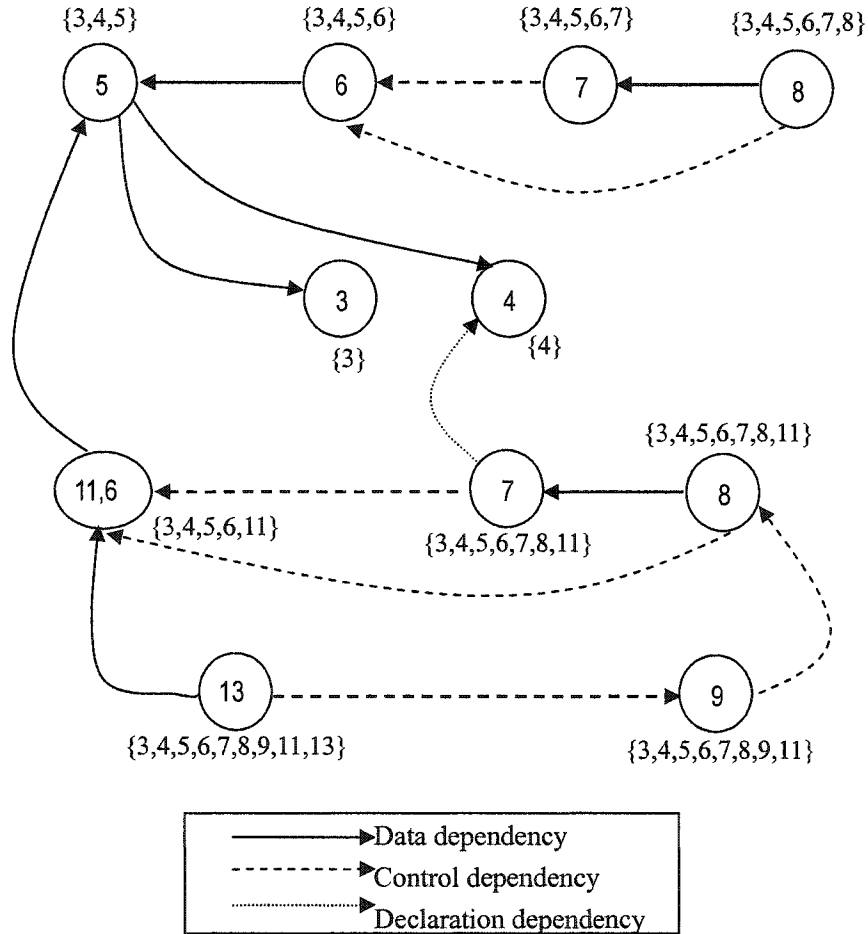 {3,4,5} {3,4,5,6} {3,4,5,6,7} {3,4,5,6,7,8}
5 6 7 8
3 4
{3} {4}
{3,4,5,6,7,8,11}
11,6 7 8
{3,4,5,6,11} {3,4,5,6,7,8,11}
13 9
{3,4,5,6,7,8,9,11,13} {3,4,5,6,7,8,9,11}
Data dependency
Control dependency
Declaration dependency